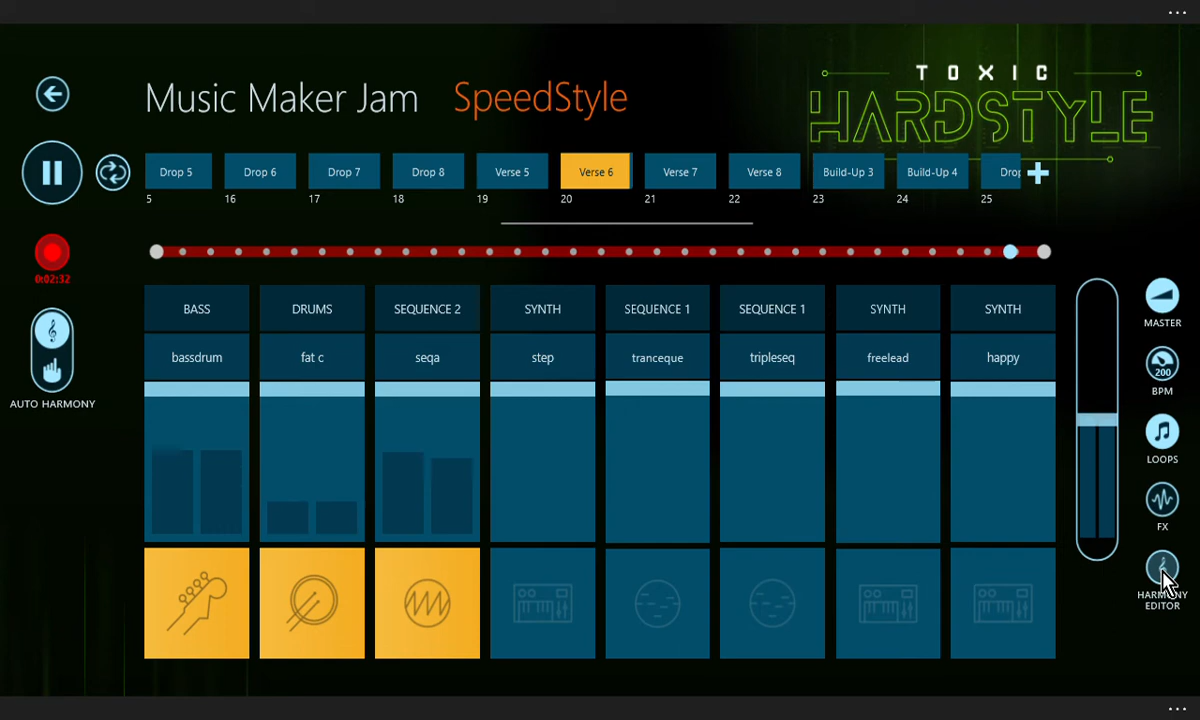 TOXIC
Music Maker Jam SpeedStyle
HARDSTYLE
Drop 5 Drop 6 Drop 7 Drop 8 Verse 5 Verse 6 Verse 7 Verse 8 Build-Up 3 Build-Up 4 Drop
5 16 17 18 19 20 21 22 23 24 25
0:02:32
BASS DRUMS SEQUENCE 2 SYNTH SEQUENCE 1 SEQUENCE 1 SYNTH SYNTH
MASTER
bassdrum fat c seqa step tranceque tripleseq freelead happy
200
BPM
AUTO HARMONY
LOOPS
FX
HARMONY
EDITOR